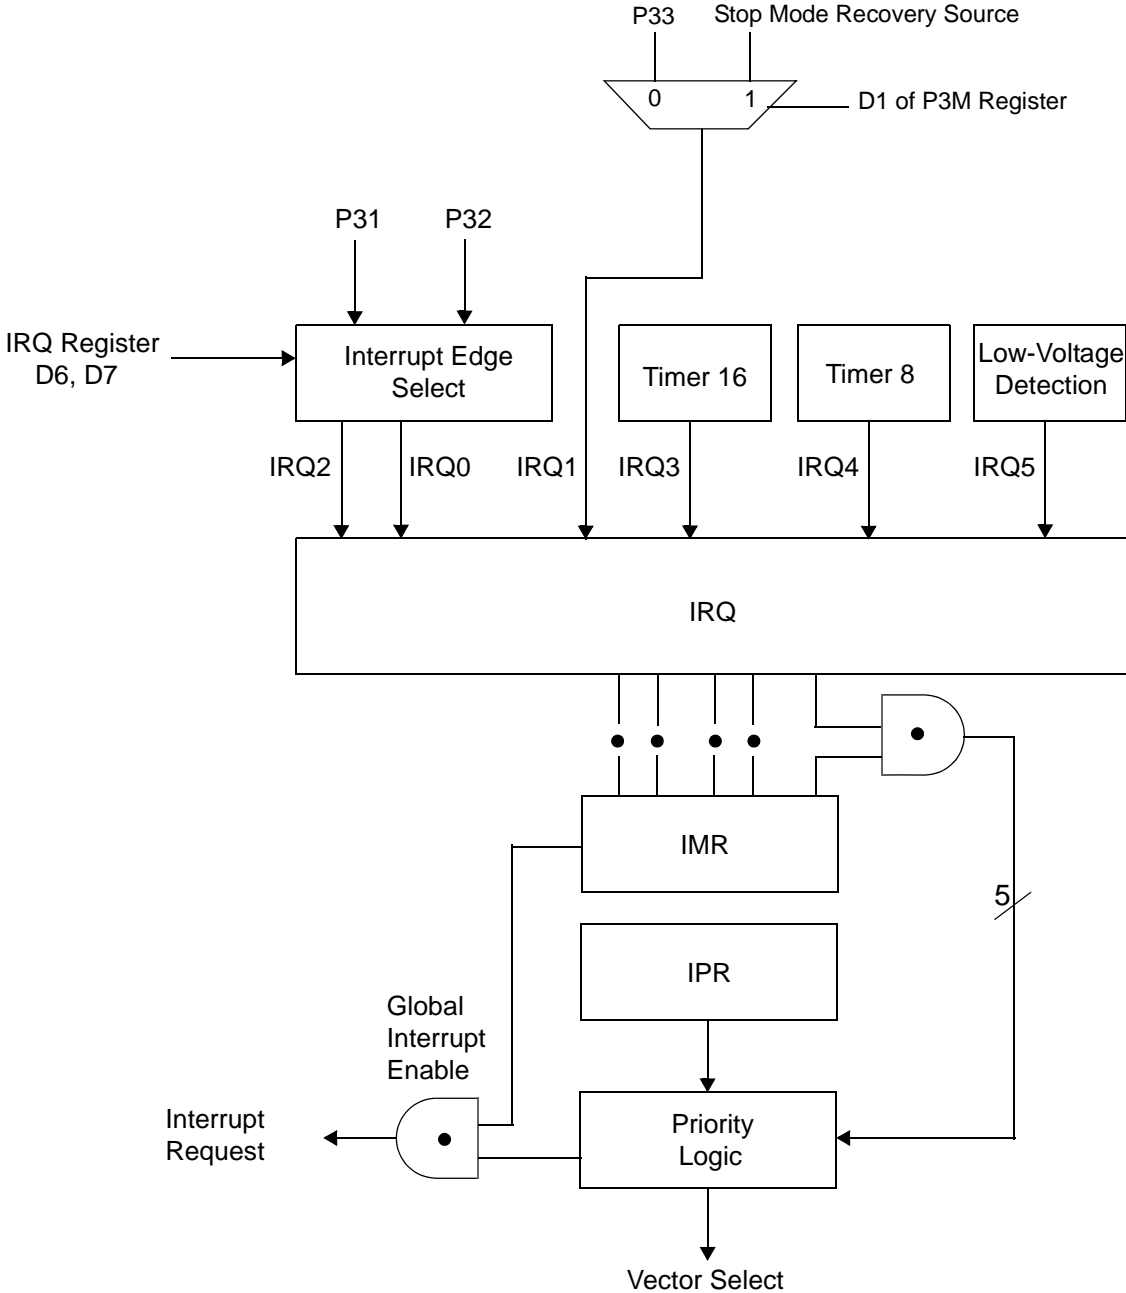 P33 Stop Mode Recovery Source
0 1
D1 of P3M Register
P31 P32
IRQ Register
D6, D7
Interrupt Edge
Select
Timer 16
Timer 8
Low-Voltage
Detection
IRQ2 IRQ0 IRQ1 IRQ3 IRQ4 IRQ5
IRQ
IMR
5
IPR
Global
Interrupt
Enable
Interrupt
Request
Priority
Logic
Vector Select